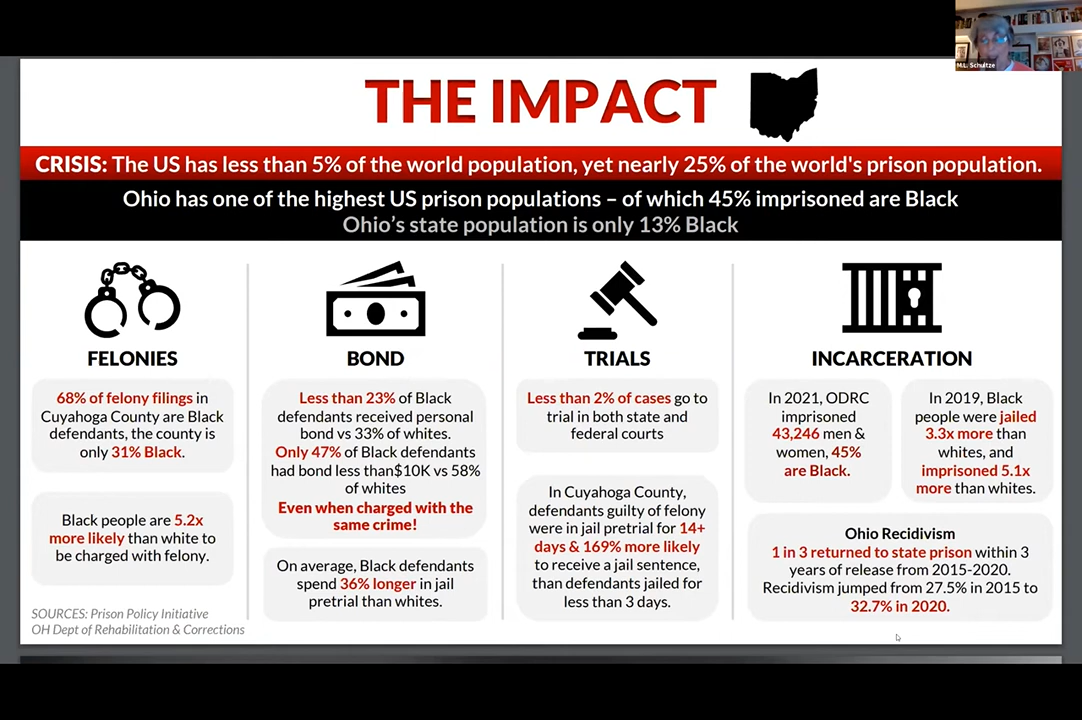 M.L. Schultze
THE IMPACT
CRISIS: The US has less than 5% of the world population, yet nearly 25% of the world's prison population.
Ohio has one of the highest US prison populations – of which 45% imprisoned are Black
Ohio’s state population is only 13% Black
FELONIES
68% of felony filings in
Cuyahoga County are Black
defendants, the county is
only 31% Black.
Black people are 5.2x
more likely than white to
be charged with felony.
SOURCES: Prison Policy Initiative
OH Dept of Rehabilitation & Corrections
BOND
Less than 23% of Black
defendants received personal
bond vs 33% of whites.
Only 47% of Black defendants
had bond less than$10K vs 58%
of whites
Even when charged with the
same crime!
On average, Black defendants
spend 36% longer in jail
pretrial than whites.
TRIALS
Less than 2% of cases go to
trial in both state and
federal courts
In Cuyahoga County,
defendants guilty of felony
were in jail pretrial for 14+
days & 169% more likely
to receive a jail sentence,
than defendants jailed for
less than 3 days.
INCARCERATION
In 2021, ODRC
imprisoned
43,246 men &
women, 45%
are Black.
In 2019, Black
people were jailed
3.3x more than
whites, and
imprisoned 5.1x
more than whites.
Ohio Recidivism
1 in 3 returned to state prison within 3
years of release from 2015-2020.
Recidivism jumped from 27.5% in 2015 to
32.7% in 2020.